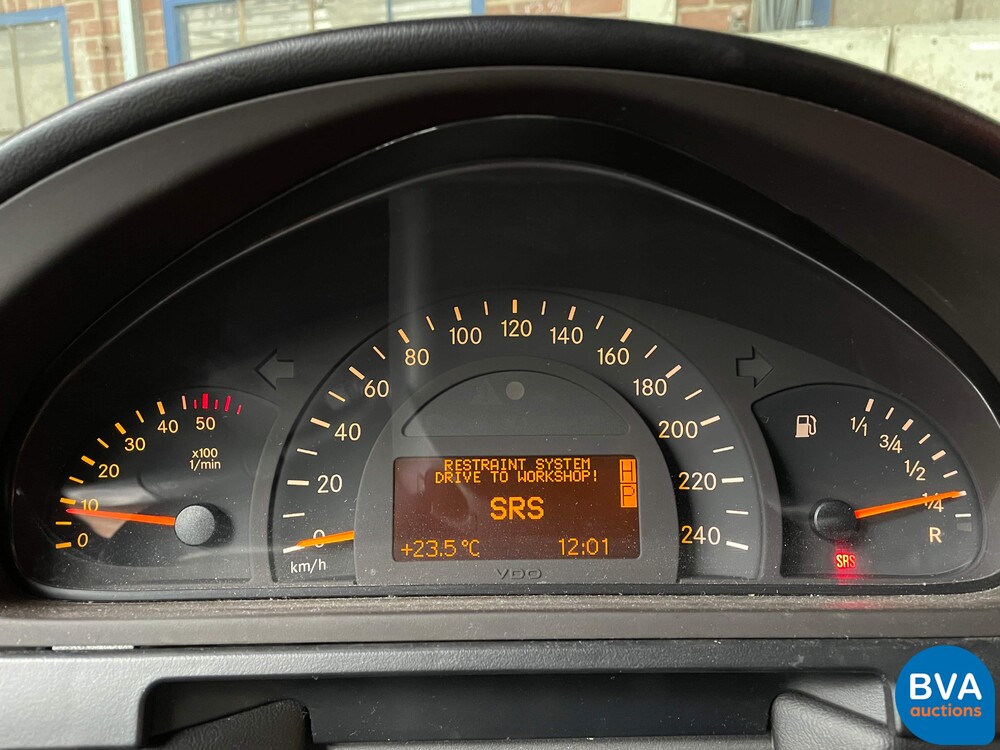 0
10
20
30
40
50
x100
1/min
0
20
40
60
80
100
120
140
160
180
200
220
240
km/h
RESTRAINT SYSTEM
DRIVE TO WORKSHOP!
SRS
H
P
+23.5°C
12:01
VDO
1/1
3/4
1/2
1/4
R
SRS
BVA
auctions